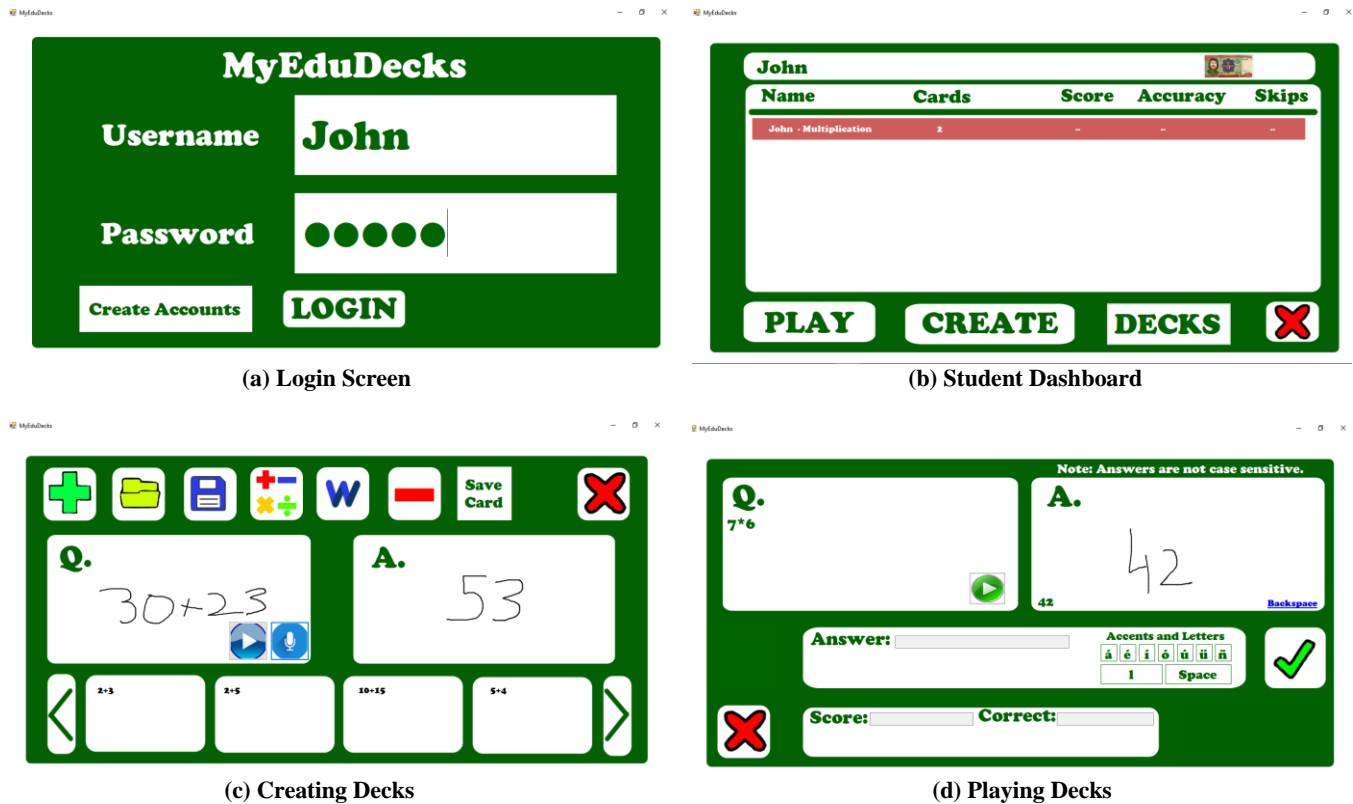 MyEduDecks
MyEduDecks
Username John
Password
Create Accounts LOGIN
(a) Login Screen
MyEduDecks
John
Name Cards Score Accuracy Skips
John - Multiplication 2 -- -- --
PLAY CREATE DECKS
(b) Student Dashboard
MyEduDecks
W Save Card
Q. A.
30+23 53
2+3 2+5 10+15 5+4
(c) Creating Decks
MyEduDecks
Note: Answers are not case sensitive.
Q. A.
7*6
42
42 Backspace
Answer: Accents and Letters
á é í ó ú ü ñ
1 Space
Score: Correct:
(d) Playing Decks